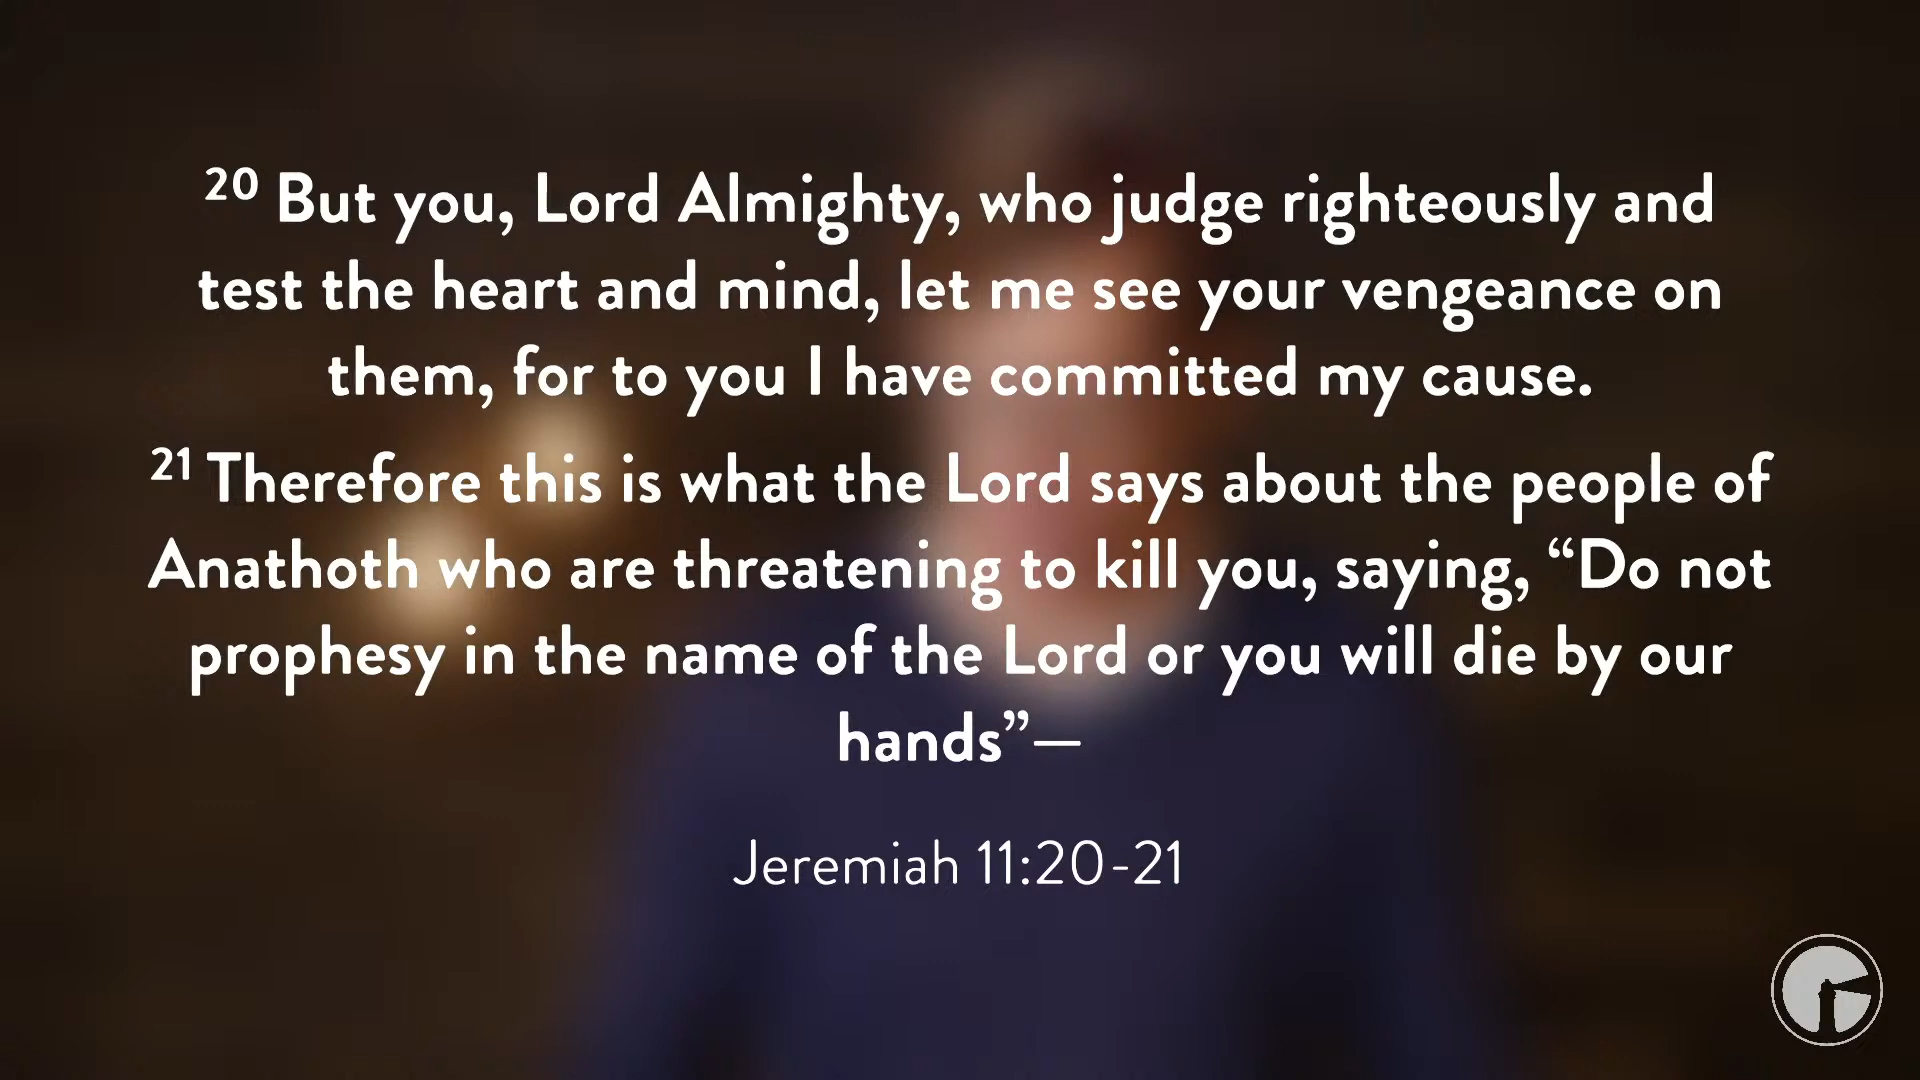 20 But you, Lord Almighty, who judge righteously and
test the heart and mind, let me see your vengeance on
them, for to you I have committed my cause.
21 Therefore this is what the Lord says about the people of
Anathoth who are threatening to kill you, saying, “Do not
prophesy in the name of the Lord or you will die by our
hands”—
Jeremiah 11:20-21